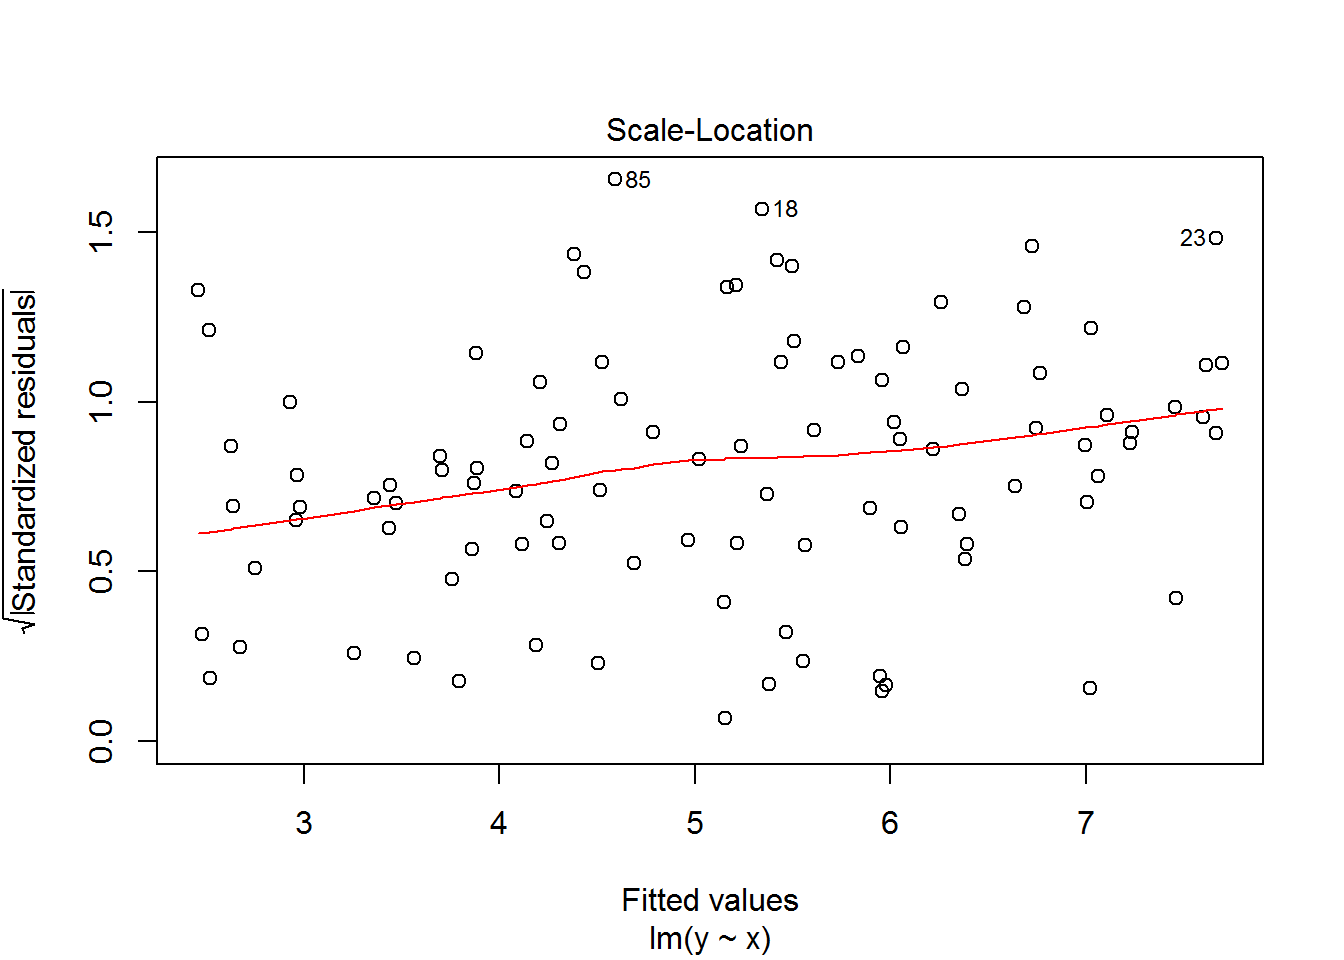 Scale-Location
85
18
23
√|Standardized residuals|
1.5
1.0
0.5
0.0
3 4 5 6 7
Fitted values
lm(y ~ x)